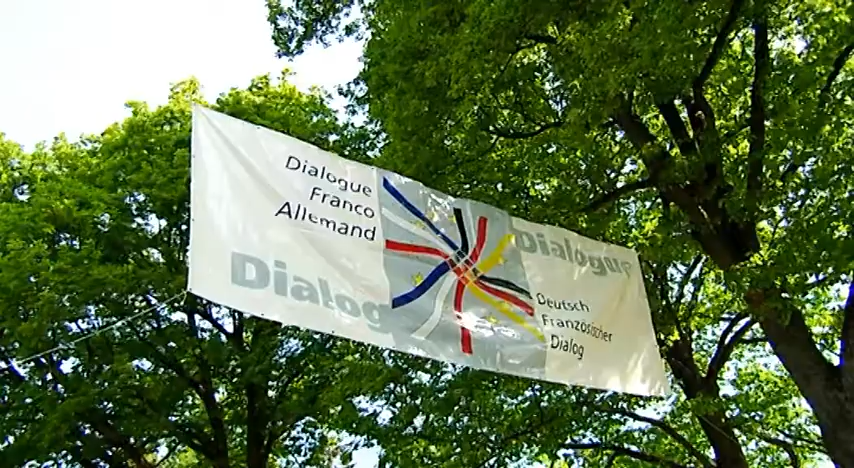 Dialogue
Franco
Allemand
Dialog
Dialogue
Deutsch
Französischer
Dialog